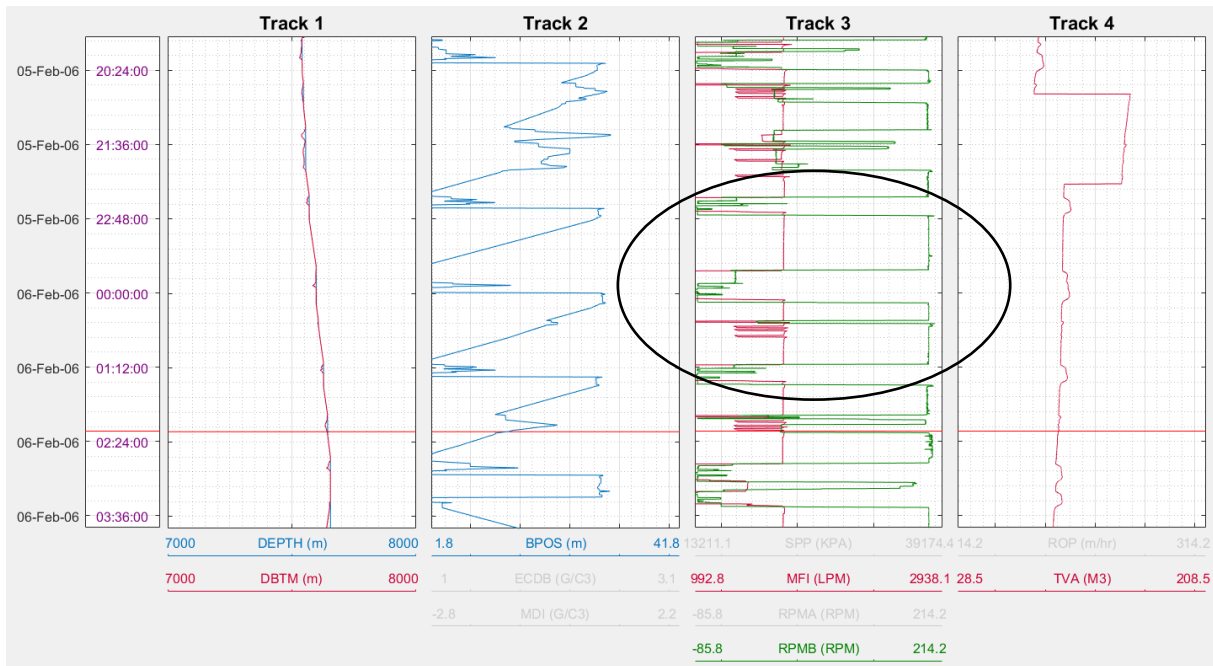 Track 1 Track 2 Track 3 Track 4
05-Feb-06 20:24:00
05-Feb-06 21:36:00
05-Feb-06 22:48:00
06-Feb-06 00:00:00
06-Feb-06 01:12:00
06-Feb-06 02:24:00
06-Feb-06 03:36:00
7000 DEPTH (m) 8000 1.8 BPOS (m) 41.8 13211.1 SPP (KPA) 39174.4 14.2 ROP (m/hr) 314.2
7000 DBTM (m) 8000 1 ECDB (G/C3) 3.1 992.8 MFI (LPM) 2938.1 28.5 TVA (M3) 208.5
-2.8 MDI (G/C3) 2.2 -85.8 RPMA (RPM) 214.2
-85.8 RPMB (RPM) 214.2